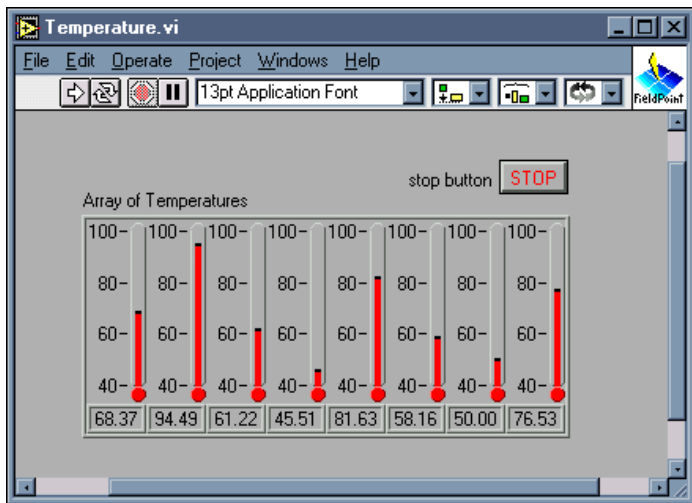 Temperature.vi
File Edit Operate Project Windows Help
13pt Application Font
FieldPoint
stop button STOP
Array of Temperatures
100- 100- 100- 100- 100- 100- 100- 100-
80- 80- 80- 80- 80- 80- 80- 80-
60- 60- 60- 60- 60- 60- 60- 60-
40- 40- 40- 40- 40- 40- 40- 40-
68.37 94.49 61.22 45.51 81.63 58.16 50.00 76.53